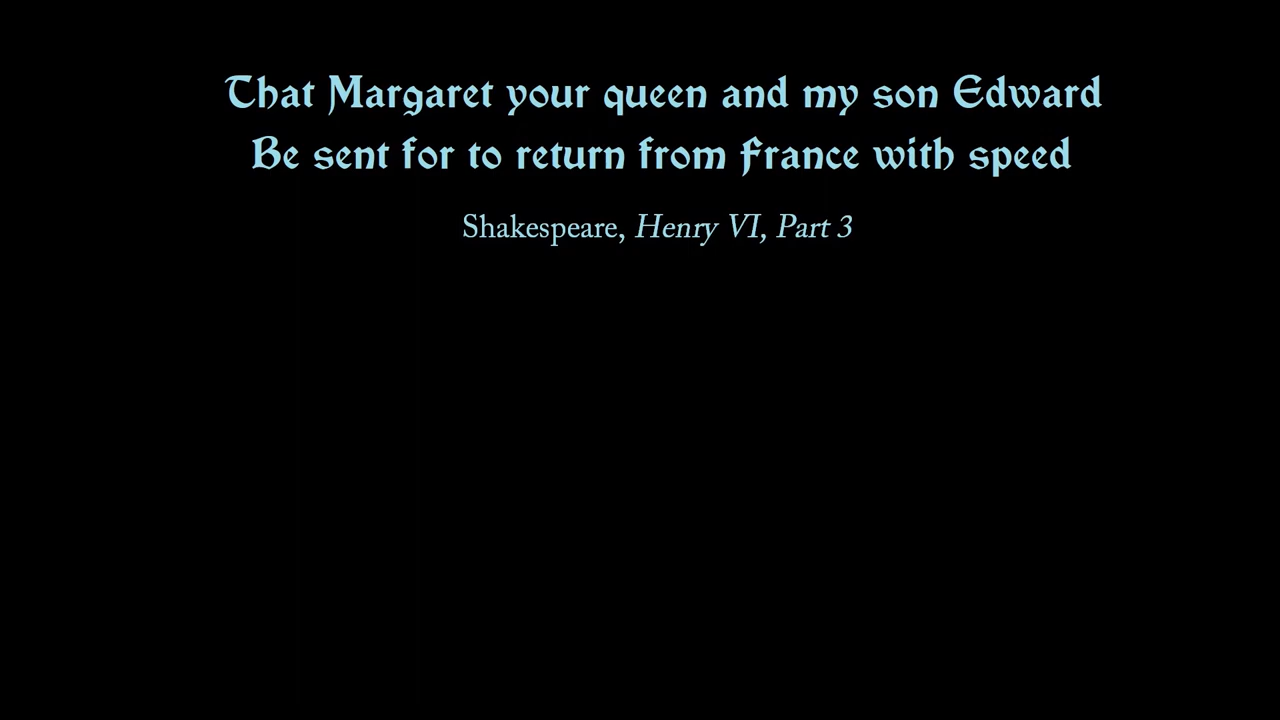 That Margaret your queen and my son Edward
Be sent for to return from France with speed
Shakespeare, Henry VI, Part 3